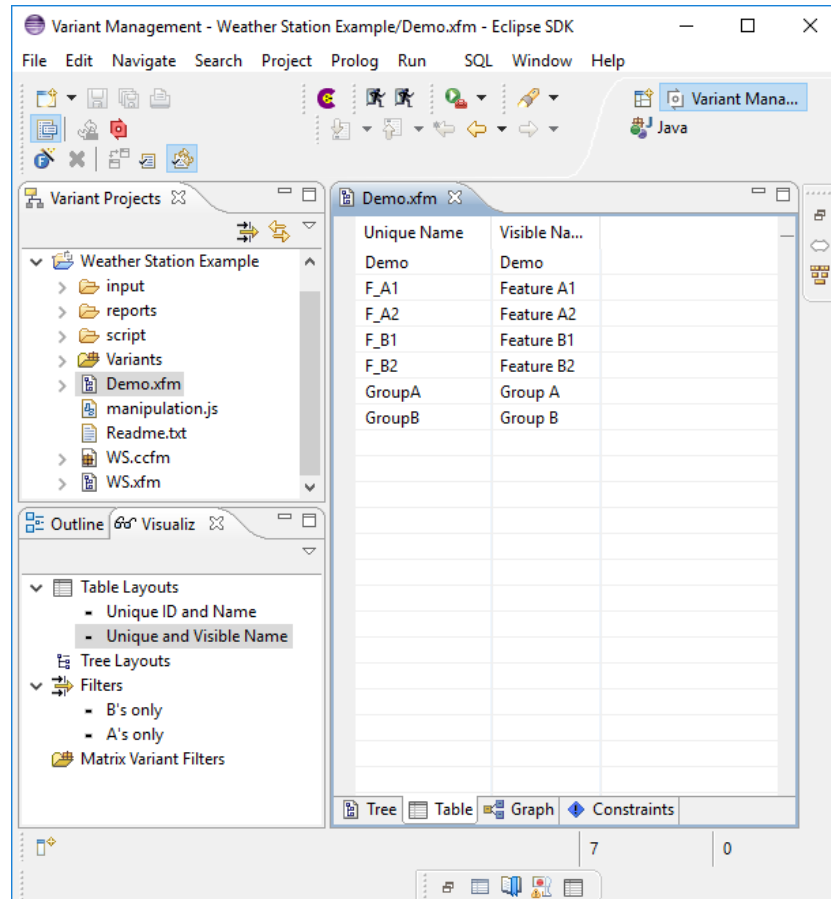 Variant Management - Weather Station Example/Demo.xfm - Eclipse SDK
File Edit Navigate Search Project Prolog Run SQL Window Help
Variant Mana...
Java
Variant Projects
Weather Station Example
input
reports
script
Variants
Demo.xfm
manipulation.js
Readme.txt
WS.ccfm
WS.xfm
Outline Visualiz
Table Layouts
Unique ID and Name
Unique and Visible Name
Tree Layouts
Filters
B's only
A's only
Matrix Variant Filters
Demo.xfm
Unique Name Visible Na...
Demo Demo
F_A1 Feature A1
F_A2 Feature A2
F_B1 Feature B1
F_B2 Feature B2
GroupA Group A
GroupB Group B
Tree Table Graph Constraints
7 0